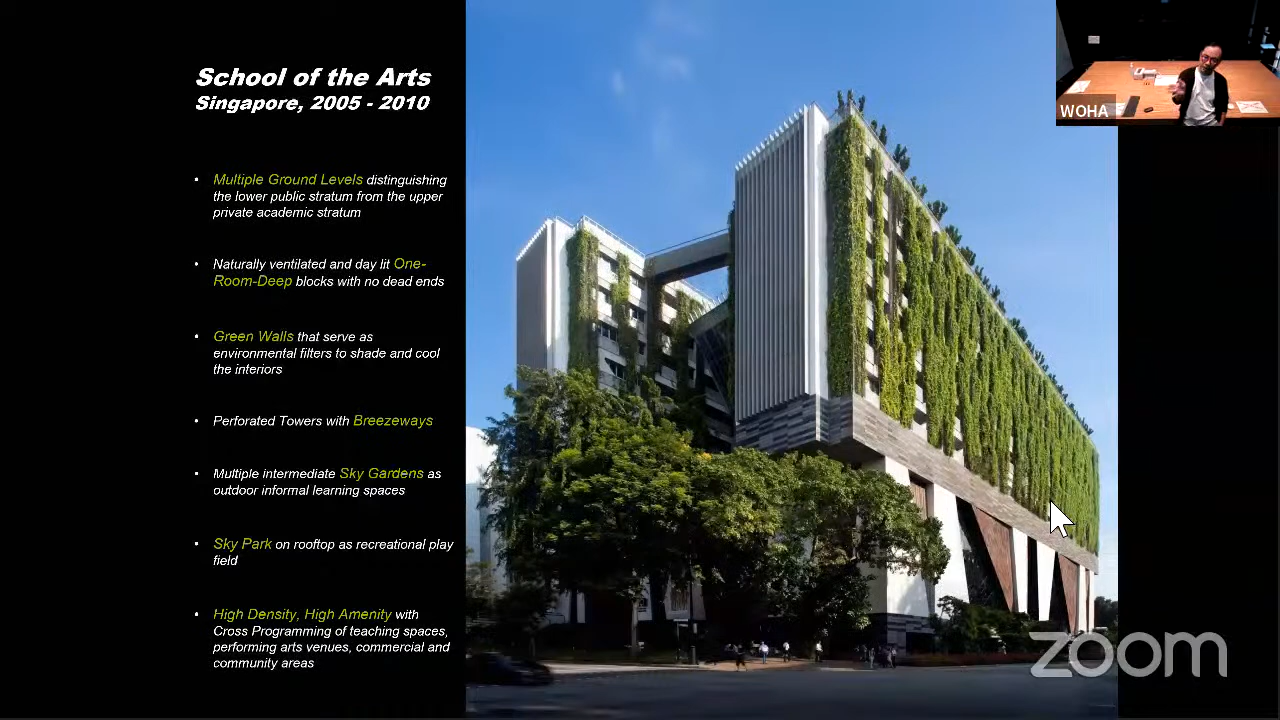 School of the Arts
Singapore, 2005 - 2010
• Multiple Ground Levels distinguishing
the lower public stratum from the upper
private academic stratum
• Naturally ventilated and day lit One-
Room-Deep blocks with no dead ends
• Green Walls that serve as
environmental filters to shade and cool
the interiors
• Perforated Towers with Breezeways
• Multiple intermediate Sky Gardens as
outdoor informal learning spaces
• Sky Park on rooftop as recreational play
field
• High Density, High Amenity with
Cross Programming of teaching spaces,
performing arts venues, commercial and
community areas
WOHA
zoom